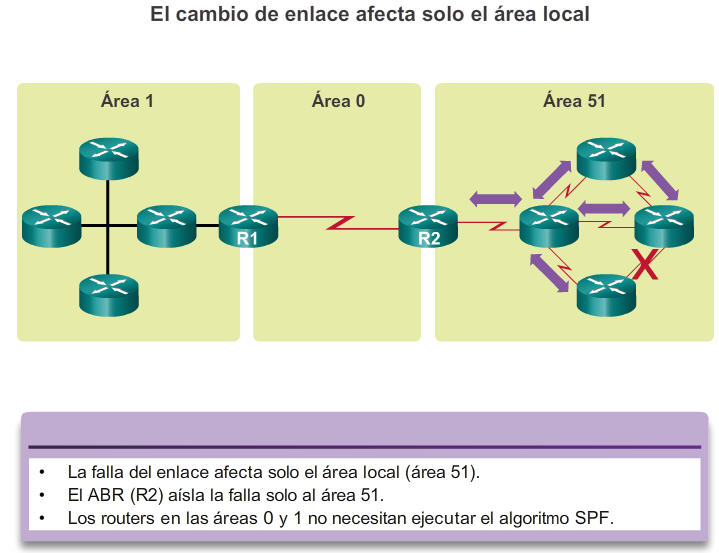 El cambio de enlace afecta solo el área local
Área 1
Área 0
Área 51
R1
R2
• La falla del enlace afecta solo el área local (área 51).
• El ABR (R2) aísla la falla solo al área 51.
• Los routers en las áreas 0 y 1 no necesitan ejecutar el algoritmo SPF.